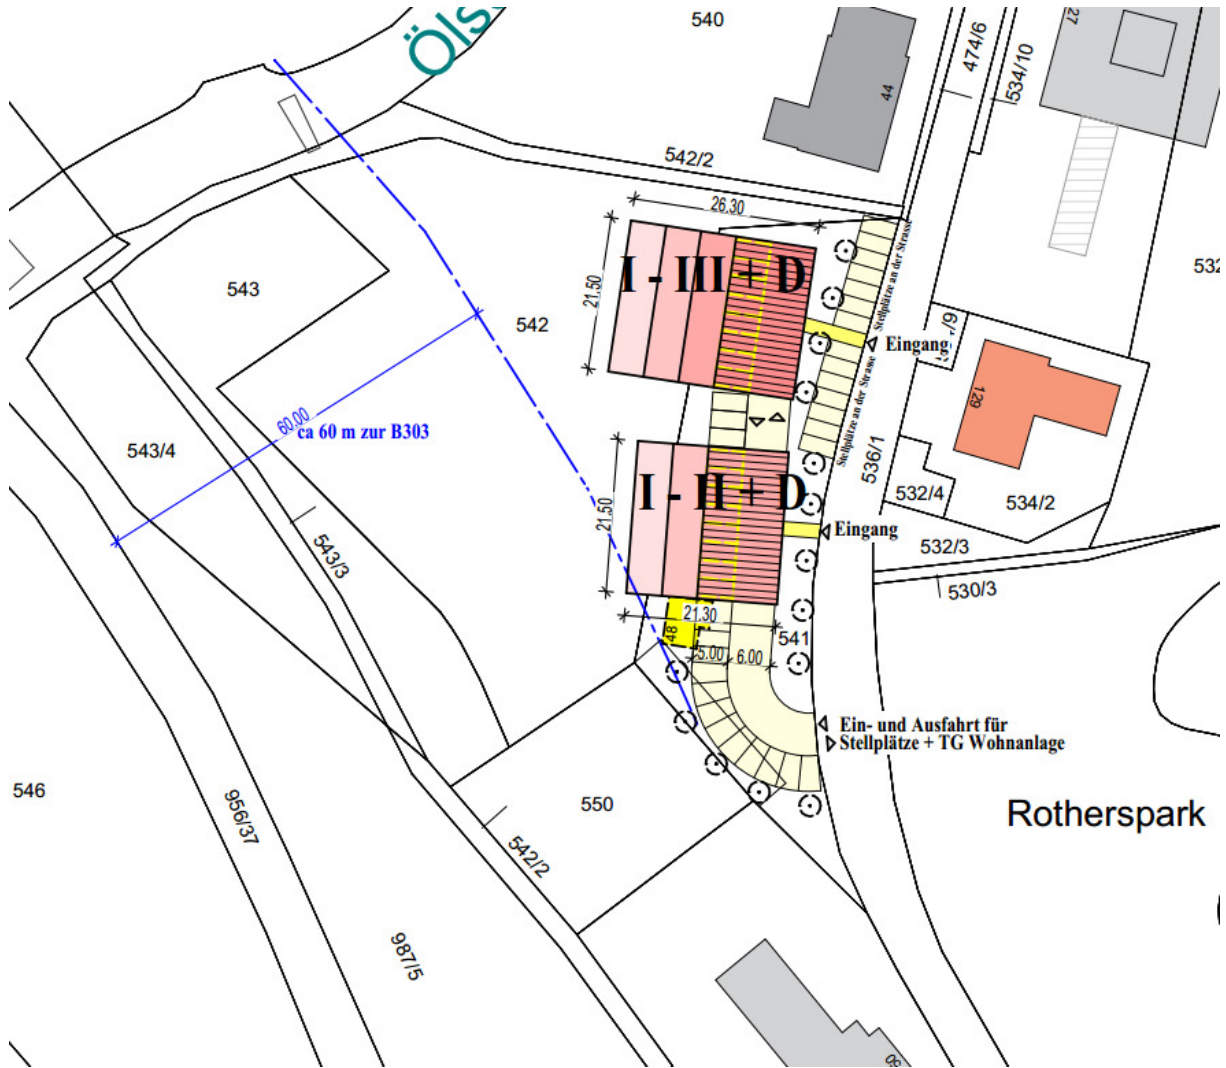 540
Öls
474/6
534/10
27
44
542/2
26.30
21.50
I - III + D
Stellplätze an der Strasse
543
542
Eingang
532
129
60.00
ca 60 m zur B303
543/4
Stellplätze an der Strasse
536/1
21.50
I - II + D
532/4
534/2
Eingang
532/3
543/3
530/3
21.30
48
541
5.00
6.00
Ein- und Ausfahrt für
Stellplätze + TG Wohnanlage
546
956/37
550
Rotherspark
542/2
987/5
50